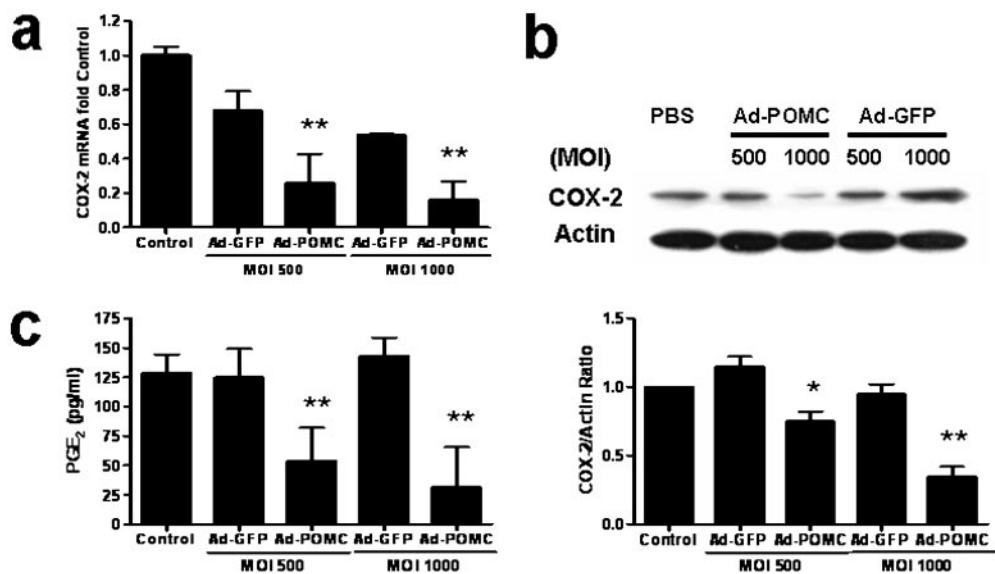 a
COX-2 mRNA fold Control
1.2
1.0
0.8
0.6
0.4
0.2
0.0
**
**
Control Ad-GFP Ad-POMC Ad-GFP Ad-POMC
MOI 500 MOI 1000
b
PBS Ad-POMC Ad-GFP
(MOI) 500 1000 500 1000
COX-2
Actin
c
PGE2 (pg/ml)
175
150
125
100
75
50
25
0
**
**
Control Ad-GFP Ad-POMC Ad-GFP Ad-POMC
MOI 500 MOI 1000
COX-2/Actin Ratio
1.5
1.0
0.5
0.0
*
**
Control Ad-GFP Ad-POMC Ad-GFP Ad-POMC
MOI 500 MOI 1000